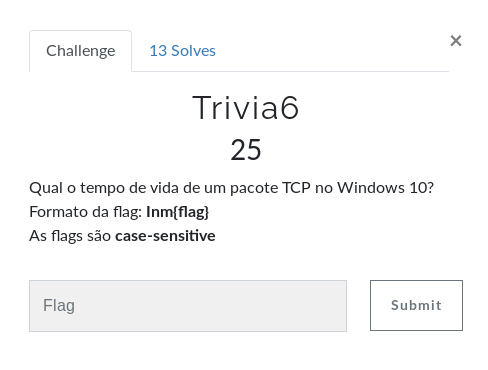 Challenge
13 Solves
×
Trivia6
25
Qual o tempo de vida de um pacote TCP no Windows 10?
Formato da flag: Inm{flag}
As flags são case-sensitive
Flag
Submit